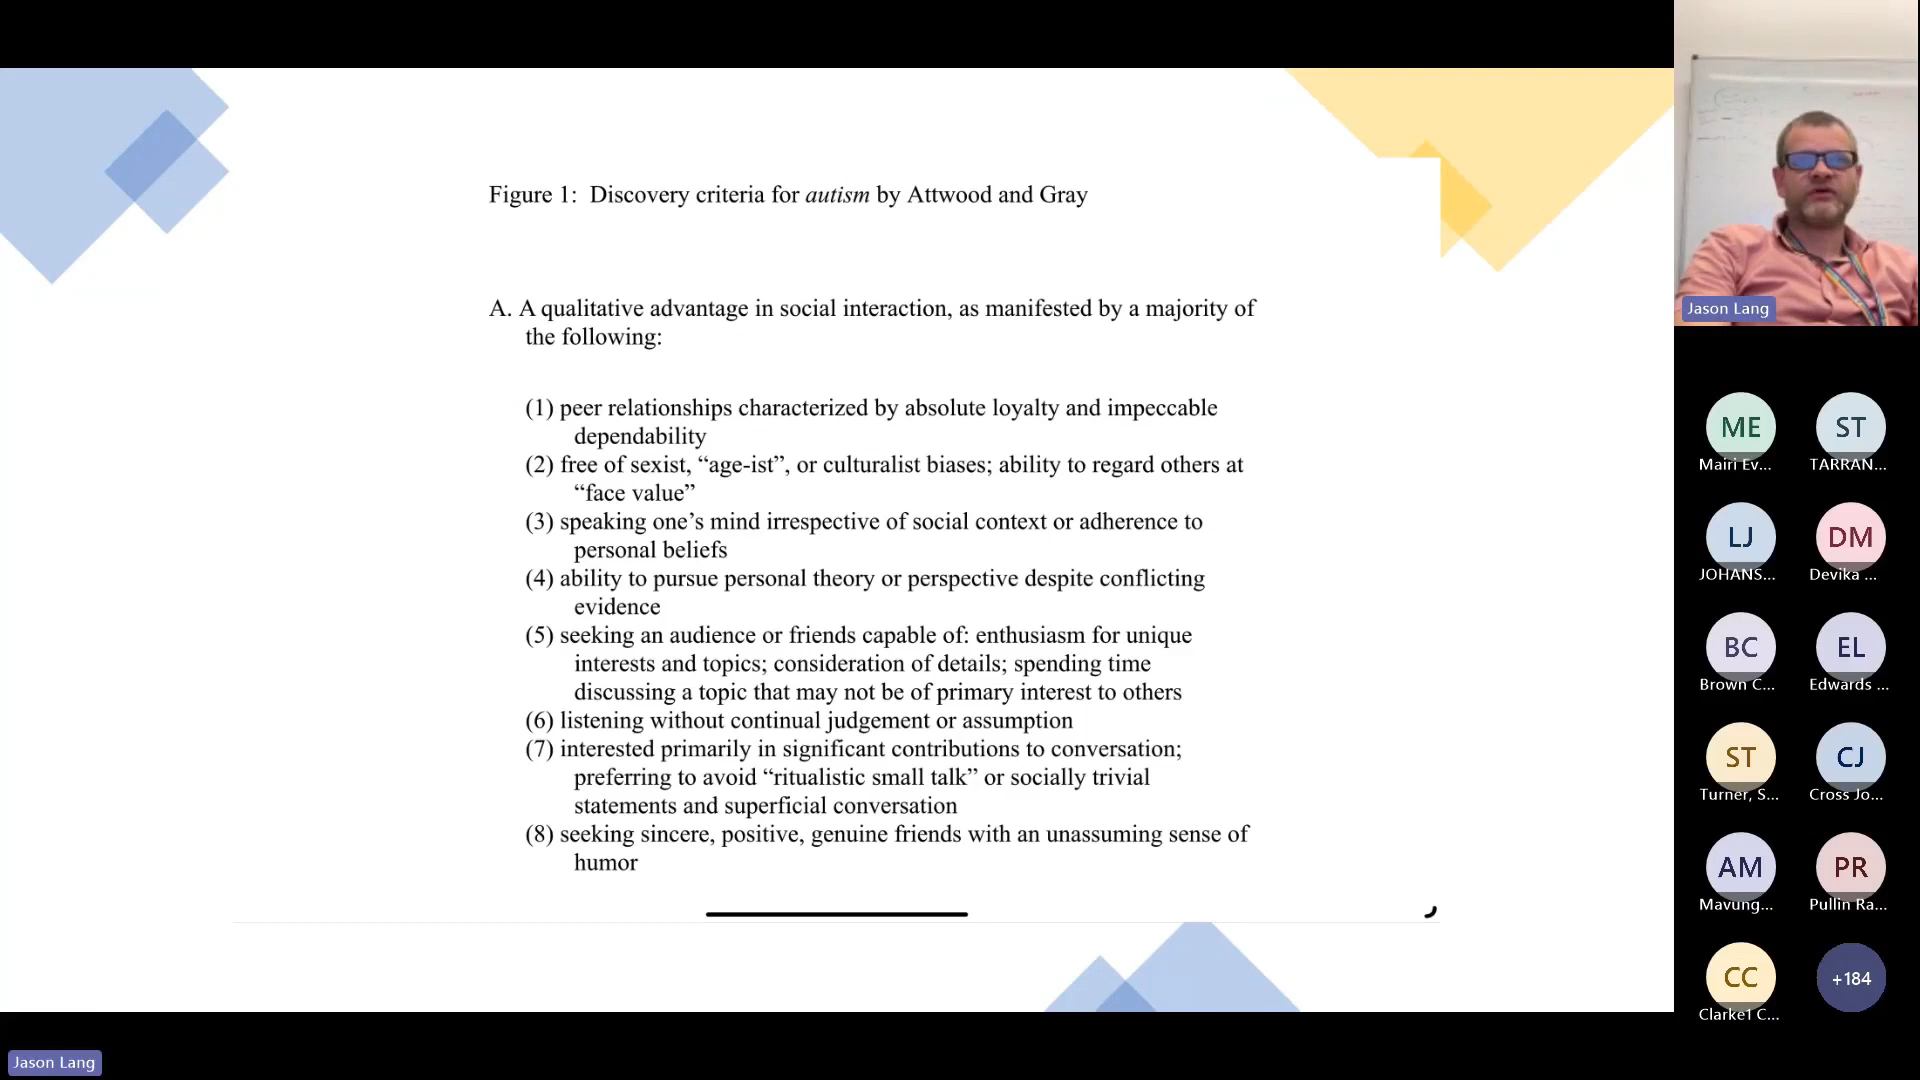 Figure 1: Discovery criteria for autism by Attwood and Gray
A. A qualitative advantage in social interaction, as manifested by a majority of
the following:
(1) peer relationships characterized by absolute loyalty and impeccable
dependability
(2) free of sexist, “age-ist”, or culturalist biases; ability to regard others at
“face value”
(3) speaking one’s mind irrespective of social context or adherence to
personal beliefs
(4) ability to pursue personal theory or perspective despite conflicting
evidence
(5) seeking an audience or friends capable of: enthusiasm for unique
interests and topics; consideration of details; spending time
discussing a topic that may not be of primary interest to others
(6) listening without continual judgement or assumption
(7) interested primarily in significant contributions to conversation;
preferring to avoid “ritualistic small talk” or socially trivial
statements and superficial conversation
(8) seeking sincere, positive, genuine friends with an unassuming sense of
humor
Jason Lang
ME ST
Mairi Ev... TARRAN...
LJ DM
JOHANS... Devika ...
BC EL
Brown C... Edwards ...
ST CJ
Turner, S... Cross Jo...
AM PR
Mavung... Pullin Ra...
CC +184
Clarke1 C...
Jason Lang